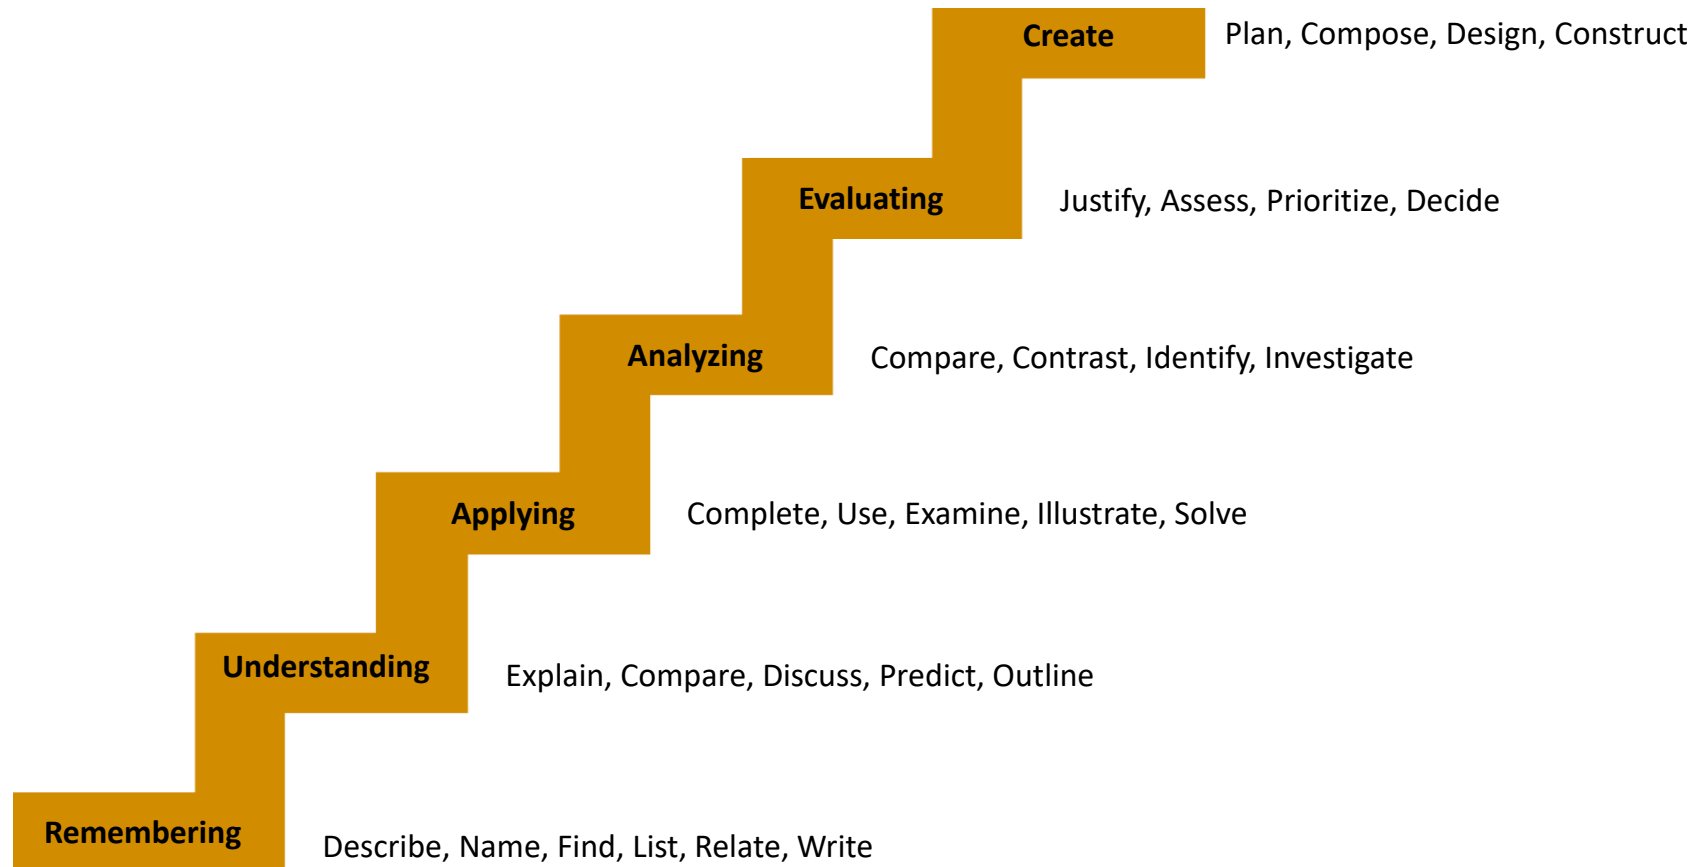 Create
Plan, Compose, Design, Construct
Evaluating
Justify, Assess, Prioritize, Decide
Analyzing
Compare, Contrast, Identify, Investigate
Applying
Complete, Use, Examine, Illustrate, Solve
Understanding
Explain, Compare, Discuss, Predict, Outline
Remembering
Describe, Name, Find, List, Relate, Write